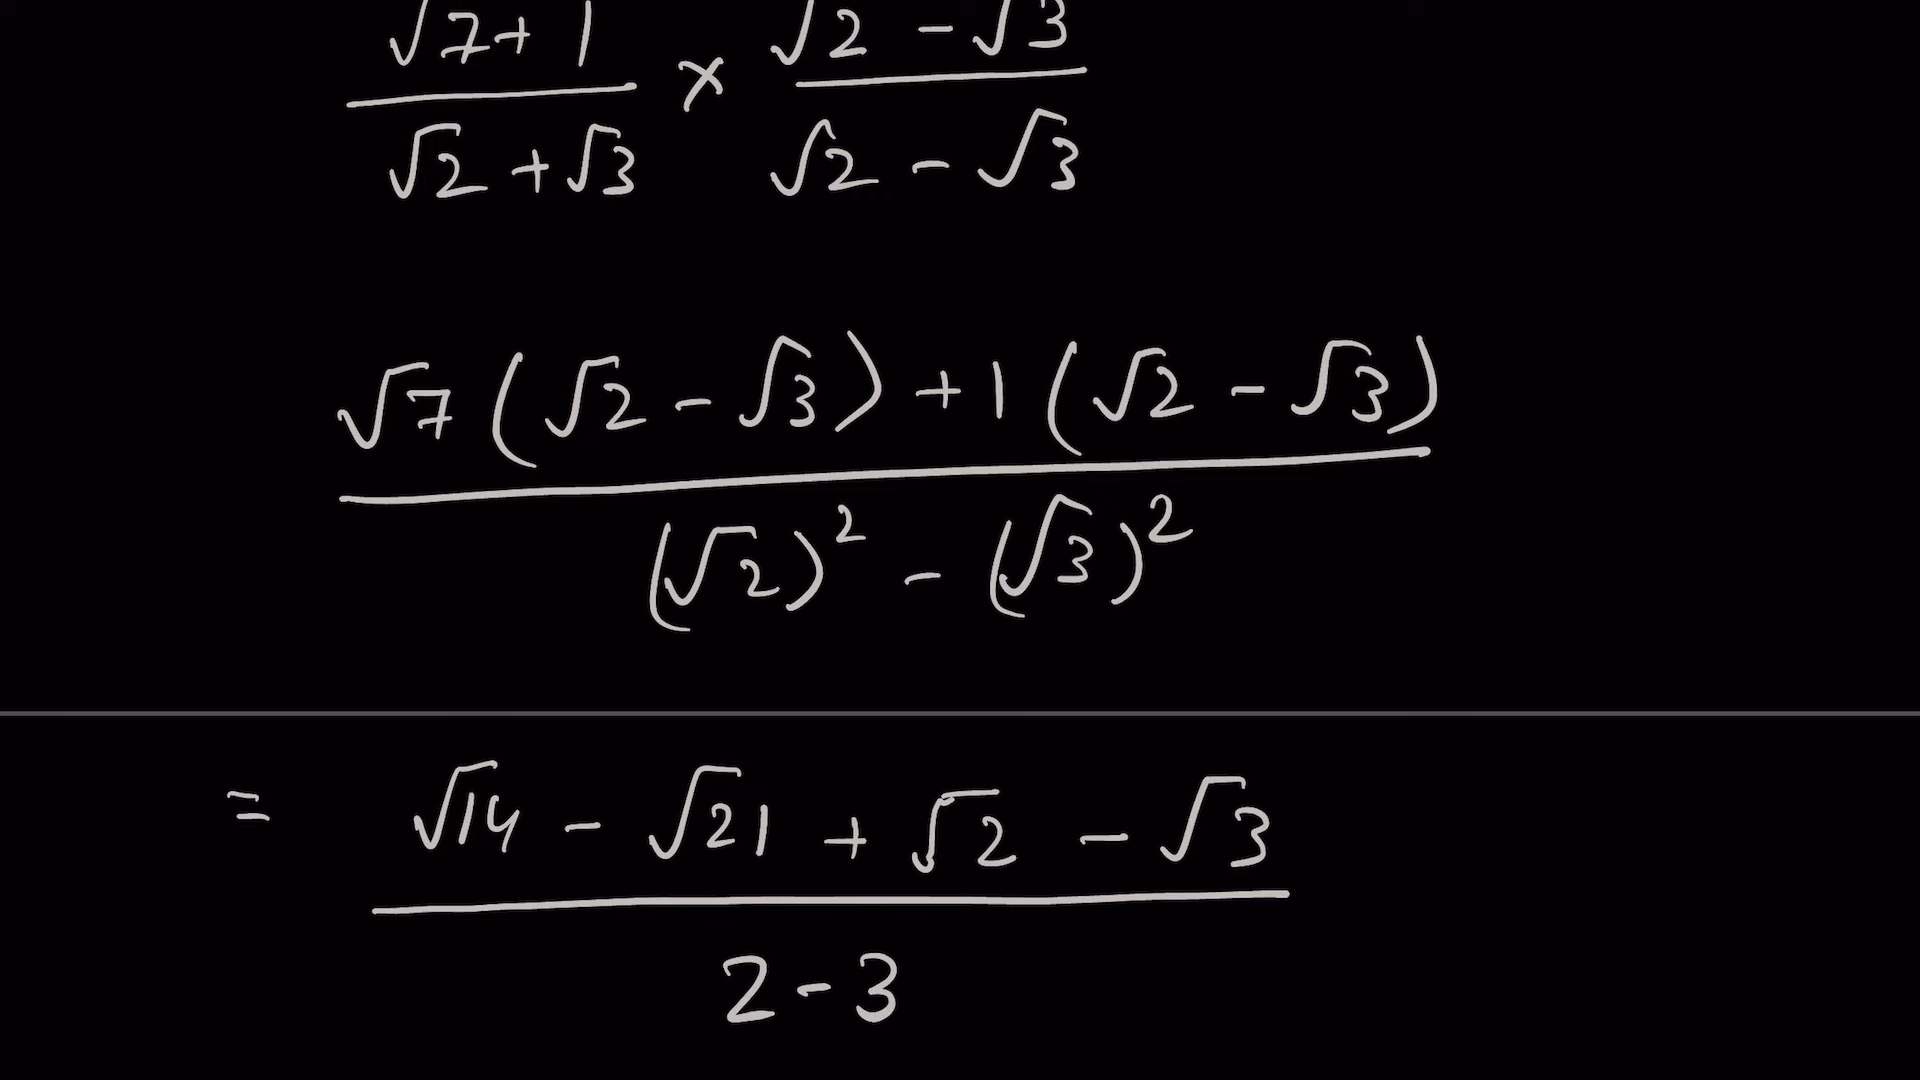 √7 + 1 × √2 - √3
√2 + √3 √2 - √3
√7 (√2 - √3) + 1 (√2 - √3)
(√2)² - (√3)²
= √14 - √21 + √2 - √3
2 - 3